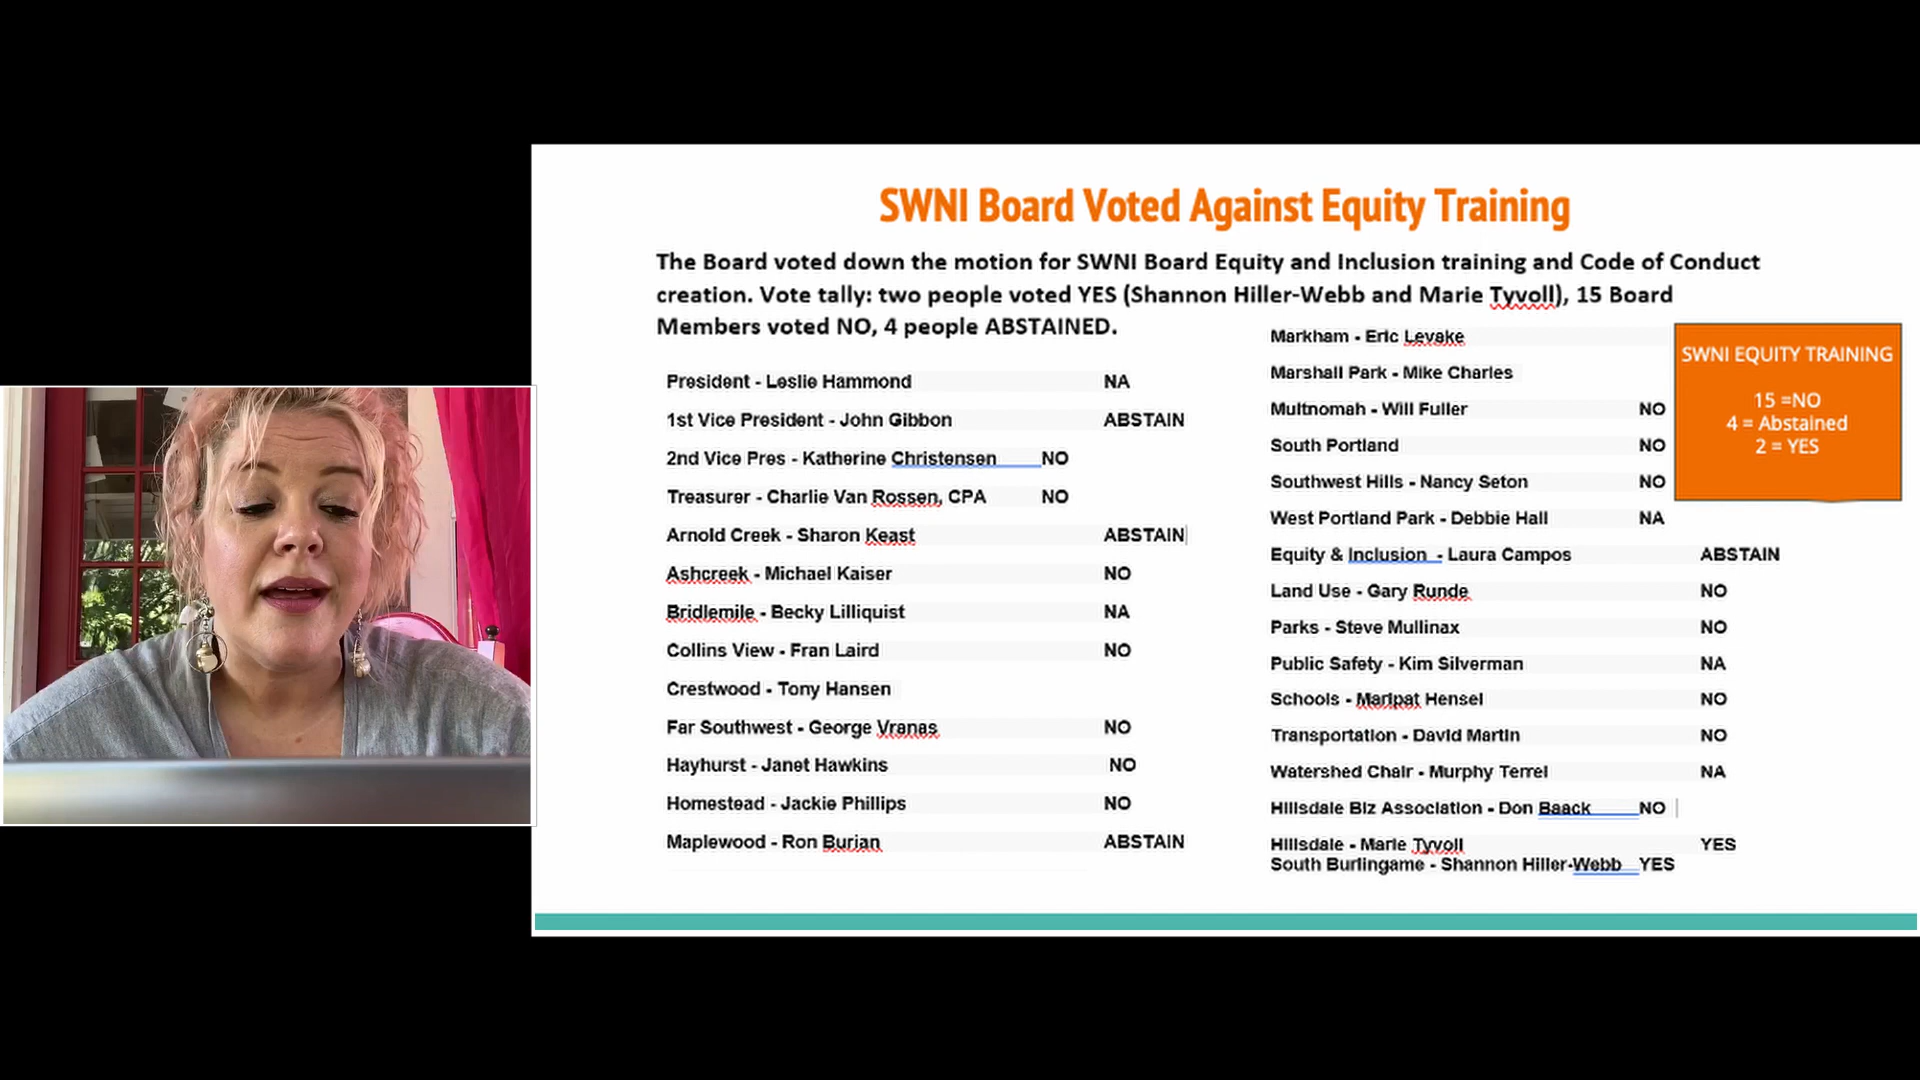 SWNI Board Voted Against Equity Training
The Board voted down the motion for SWNI Board Equity and Inclusion training and Code of Conduct
creation. Vote tally: two people voted YES (Shannon Hiller-Webb and Marie Tyvoll), 15 Board
Members voted NO, 4 people ABSTAINED.
President - Leslie Hammond NA
1st Vice President - John Gibbon ABSTAIN
2nd Vice Pres - Katherine Christensen NO
Treasurer - Charlie Van Rossen, CPA NO
Arnold Creek - Sharon Keast ABSTAIN
Ashcreek - Michael Kaiser NO
Bridlemile - Becky Lilliquist NA
Collins View - Fran Laird NO
Crestwood - Tony Hansen
Far Southwest - George Vranas NO
Hayhurst - Janet Hawkins NO
Homestead - Jackie Phillips NO
Maplewood - Ron Burian ABSTAIN
Markham - Eric Levake
Marshall Park - Mike Charles
Multnomah - Will Fuller NO
South Portland NO
Southwest Hills - Nancy Seton NO
West Portland Park - Debbie Hall NA
Equity & Inclusion - Laura Campos ABSTAIN
Land Use - Gary Runde NO
Parks - Steve Mullinax NO
Public Safety - Kim Silverman NA
Schools - Maripat Hensel NO
Transportation - David Martin NO
Watershed Chair - Murphy Terrel NA
Hillsdale Biz Association - Don Baack NO
Hillsdale - Marie Tyvoll YES
South Burlingame - Shannon Hiller-Webb YES
SWNI EQUITY TRAINING
15 =NO
4 = Abstained
2 = YES